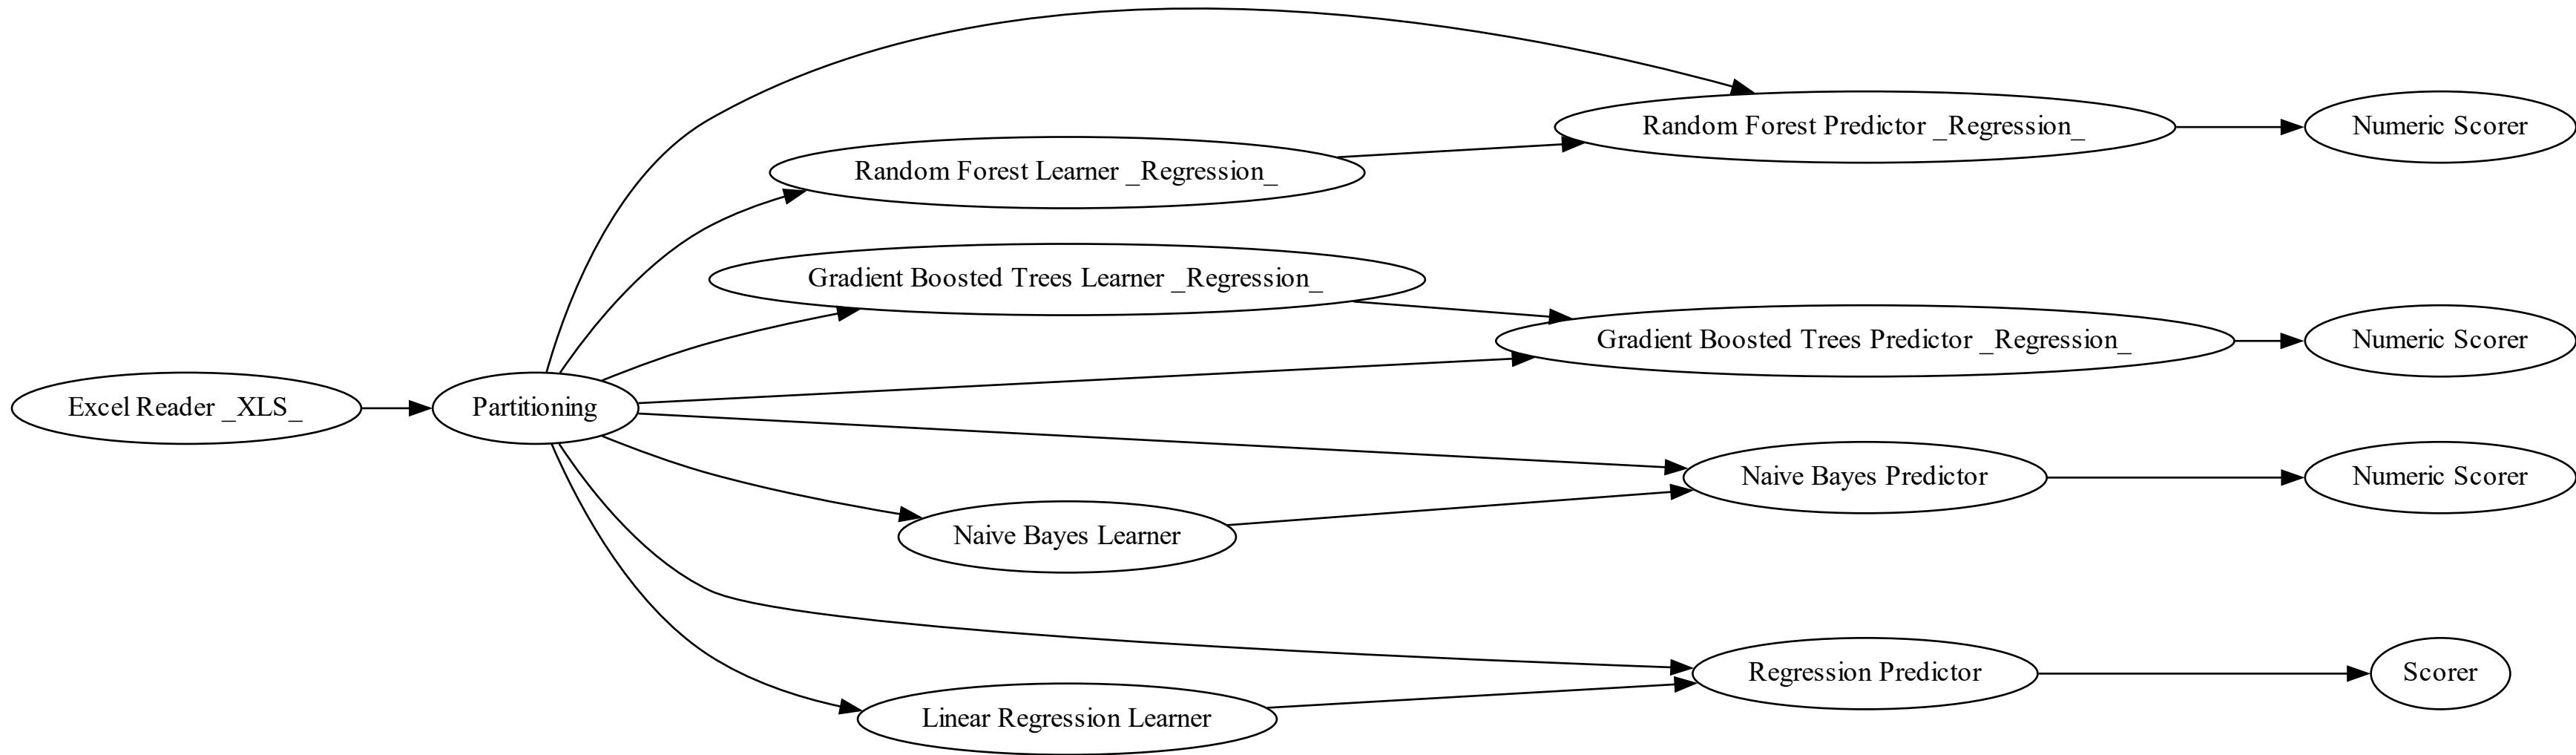 Random Forest Predictor _Regression_
Numeric Scorer
Random Forest Learner _Regression_
Gradient Boosted Trees Learner _Regression_
Gradient Boosted Trees Predictor _Regression_
Numeric Scorer
Excel Reader _XLS_
Partitioning
Naive Bayes Predictor
Numeric Scorer
Naive Bayes Learner
Regression Predictor
Scorer
Linear Regression Learner